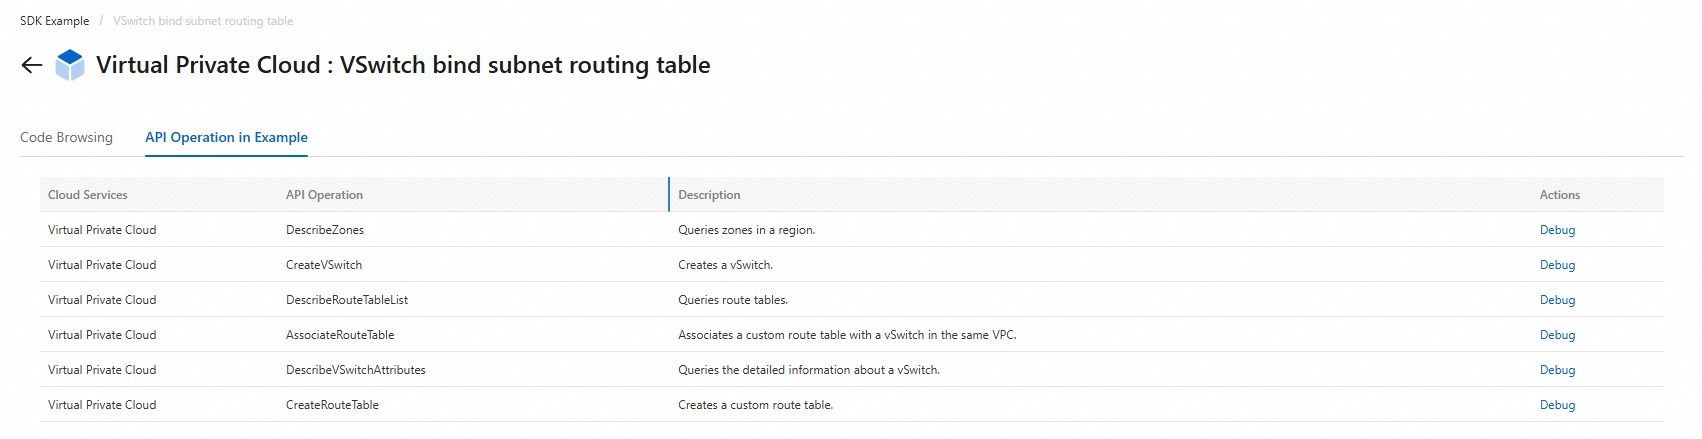 SDK Example / VSwitch bind subnet routing table
Virtual Private Cloud : VSwitch bind subnet routing table
Code Browsing API Operation in Example
Cloud Services API Operation Description Actions
Virtual Private Cloud DescribeZones Queries zones in a region. Debug
Virtual Private Cloud CreateVSwitch Creates a vSwitch. Debug
Virtual Private Cloud DescribeRouteTableList Queries route tables. Debug
Virtual Private Cloud AssociateRouteTable Associates a custom route table with a vSwitch in the same VPC. Debug
Virtual Private Cloud DescribeVSwitchAttributes Queries the detailed information about a vSwitch. Debug
Virtual Private Cloud CreateRouteTable Creates a custom route table. Debug